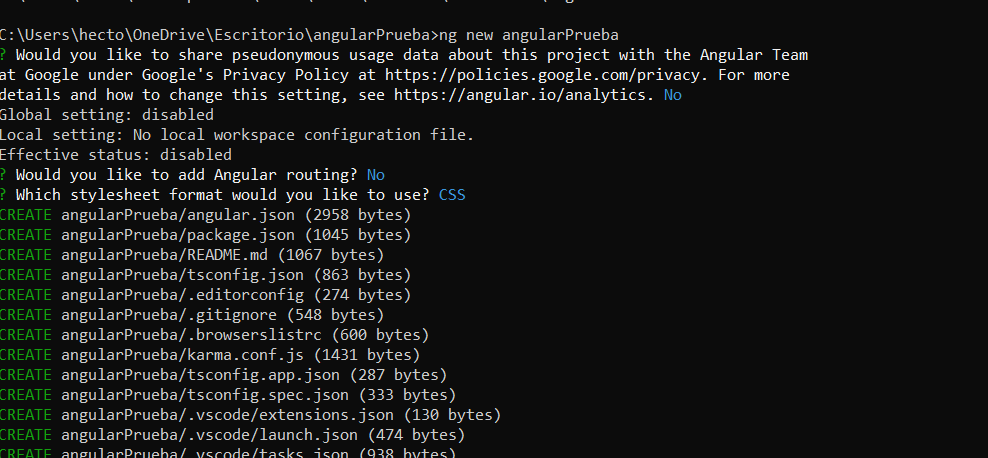 C:\Users\hecto\OneDrive\Escritorio\angularPrueba>ng new angularPrueba
? Would you like to share pseudonymous usage data about this project with the Angular Team
at Google under Google's Privacy Policy at https://policies.google.com/privacy. For more
details and how to change this setting, see https://angular.io/analytics. No
Global setting: disabled
Local setting: No local workspace configuration file.
Effective status: disabled
? Would you like to add Angular routing? No
? Which stylesheet format would you like to use? CSS
CREATE angularPrueba/angular.json (2958 bytes)
CREATE angularPrueba/package.json (1045 bytes)
CREATE angularPrueba/README.md (1067 bytes)
CREATE angularPrueba/tsconfig.json (863 bytes)
CREATE angularPrueba/.editorconfig (274 bytes)
CREATE angularPrueba/.gitignore (548 bytes)
CREATE angularPrueba/.browserslistrc (600 bytes)
CREATE angularPrueba/karma.conf.js (1431 bytes)
CREATE angularPrueba/tsconfig.app.json (287 bytes)
CREATE angularPrueba/tsconfig.spec.json (333 bytes)
CREATE angularPrueba/.vscode/extensions.json (130 bytes)
CREATE angularPrueba/.vscode/launch.json (474 bytes)
CREATE angularPrueba/.vscode/tasks.json (938 bytes)